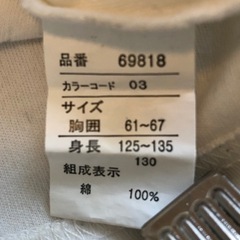 品番 69818
カラーコード 03
サイズ
胸囲 61~67
身長 125~135
130
組成表示
綿 100%